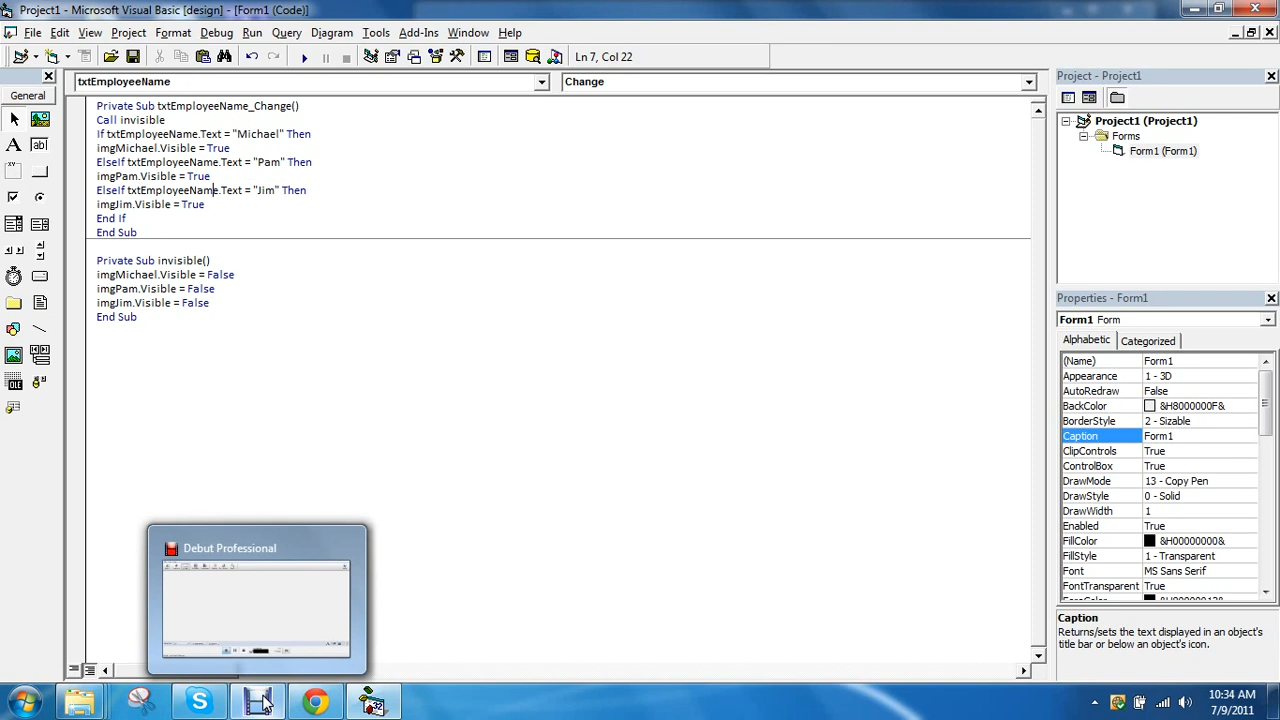 Project1 - Microsoft Visual Basic [design] - [Form1 (Code)]
File Edit View Project Format Debug Run Query Diagram Tools Add-Ins Window Help
Ln 7, Col 22
General
txtEmployeeName
Change
Private Sub txtEmployeeName_Change()
Call invisible
If txtEmployeeName.Text = "Michael" Then
imgMichael.Visible = True
ElseIf txtEmployeeName.Text = "Pam" Then
imgPam.Visible = True
ElseIf txtEmployeeName.Text = "Jim" Then
imgJim.Visible = True
End If
End Sub
Private Sub invisible()
imgMichael.Visible = False
imgPam.Visible = False
imgJim.Visible = False
End Sub
Project - Project1
Project1 (Project1)
Forms
Form1 (Form1)
Properties - Form1
Form1 Form
Alphabetic Categorized
(Name) Form1
Appearance 1 - 3D
AutoRedraw False
BackColor &H8000000F&
BorderStyle 2 - Sizable
Caption Form1
ClipControls True
ControlBox True
DrawMode 13 - Copy Pen
DrawStyle 0 - Solid
DrawWidth 1
Enabled True
FillColor &H00000000&
FillStyle 1 - Transparent
Font MS Sans Serif
FontTransparent True
Caption
Returns/sets the text displayed in an object's
title bar or below an object's icon.
Debut Professional
10:34 AM
7/9/2011